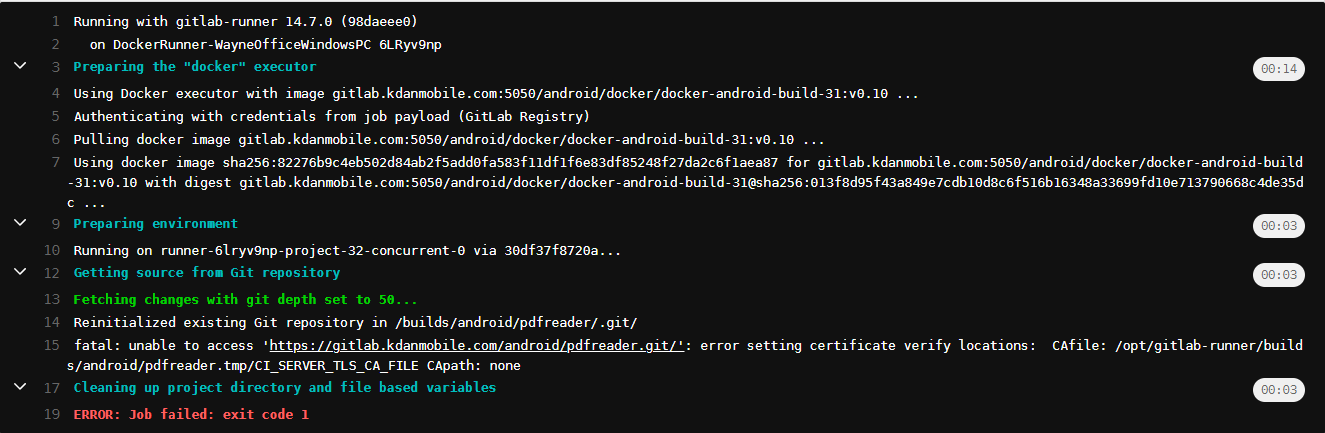 1 Running with gitlab-runner 14.7.0 (98daeee0)
2 on DockerRunner-WayneOfficeWindowsPC 6LRyv9np
3 Preparing the "docker" executor 00:14
4 Using Docker executor with image gitlab.kdanmobile.com:5050/android/docker/docker-android-build-31:v0.10 ...
5 Authenticating with credentials from job payload (GitLab Registry)
6 Pulling docker image gitlab.kdanmobile.com:5050/android/docker/docker-android-build-31:v0.10 ...
7 Using docker image sha256:82276b9c4eb502d84ab2f5add0fa583f11df1f6e83df85248f27da2c6f1aea87 for gitlab.kdanmobile.com:5050/android/docker/docker-android-build
-31:v0.10 with digest gitlab.kdanmobile.com:5050/android/docker/docker-android-build-31@sha256:013f8d95f43a849e7cdb10d8c6f516b16348a33699fd10e713790668c4de35d
c ...
9 Preparing environment 00:03
10 Running on runner-6lryv9np-project-32-concurrent-0 via 30df37f8720a...
12 Getting source from Git repository 00:03
13 Fetching changes with git depth set to 50...
14 Reinitialized existing Git repository in /builds/android/pdfreader/.git/
15 fatal: unable to access 'https://gitlab.kdanmobile.com/android/pdfreader.git/': error setting certificate verify locations:  CAfile: /opt/gitlab-runner/build
s/android/pdfreader.tmp/CI_SERVER_TLS_CA_FILE CApath: none
17 Cleaning up project directory and file based variables 00:03
19 ERROR: Job failed: exit code 1